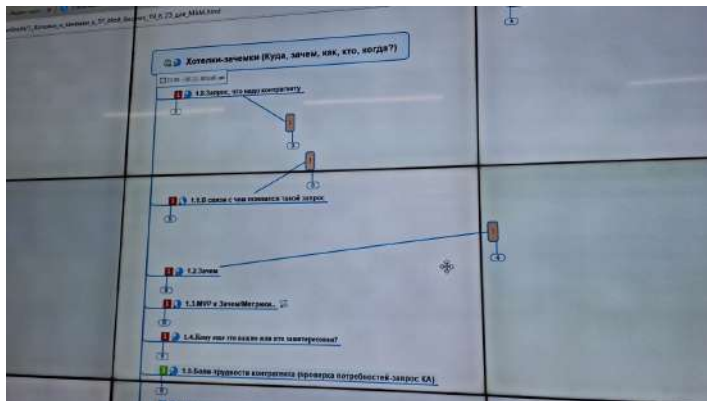 Хотелки-зачемки (Куда, зачем, как, кто, когда?)
1.0.Запрос, что надо контрагенту
1.1.В связи с чем появился такой запрос
1.2.Зачем
1.3.MVP и Зачем/Метрики..
1.4.Кому еще это важно или кто заинтересован?
1.5.Боли-трудности контрагента (проверка потребностей-запрос КА)